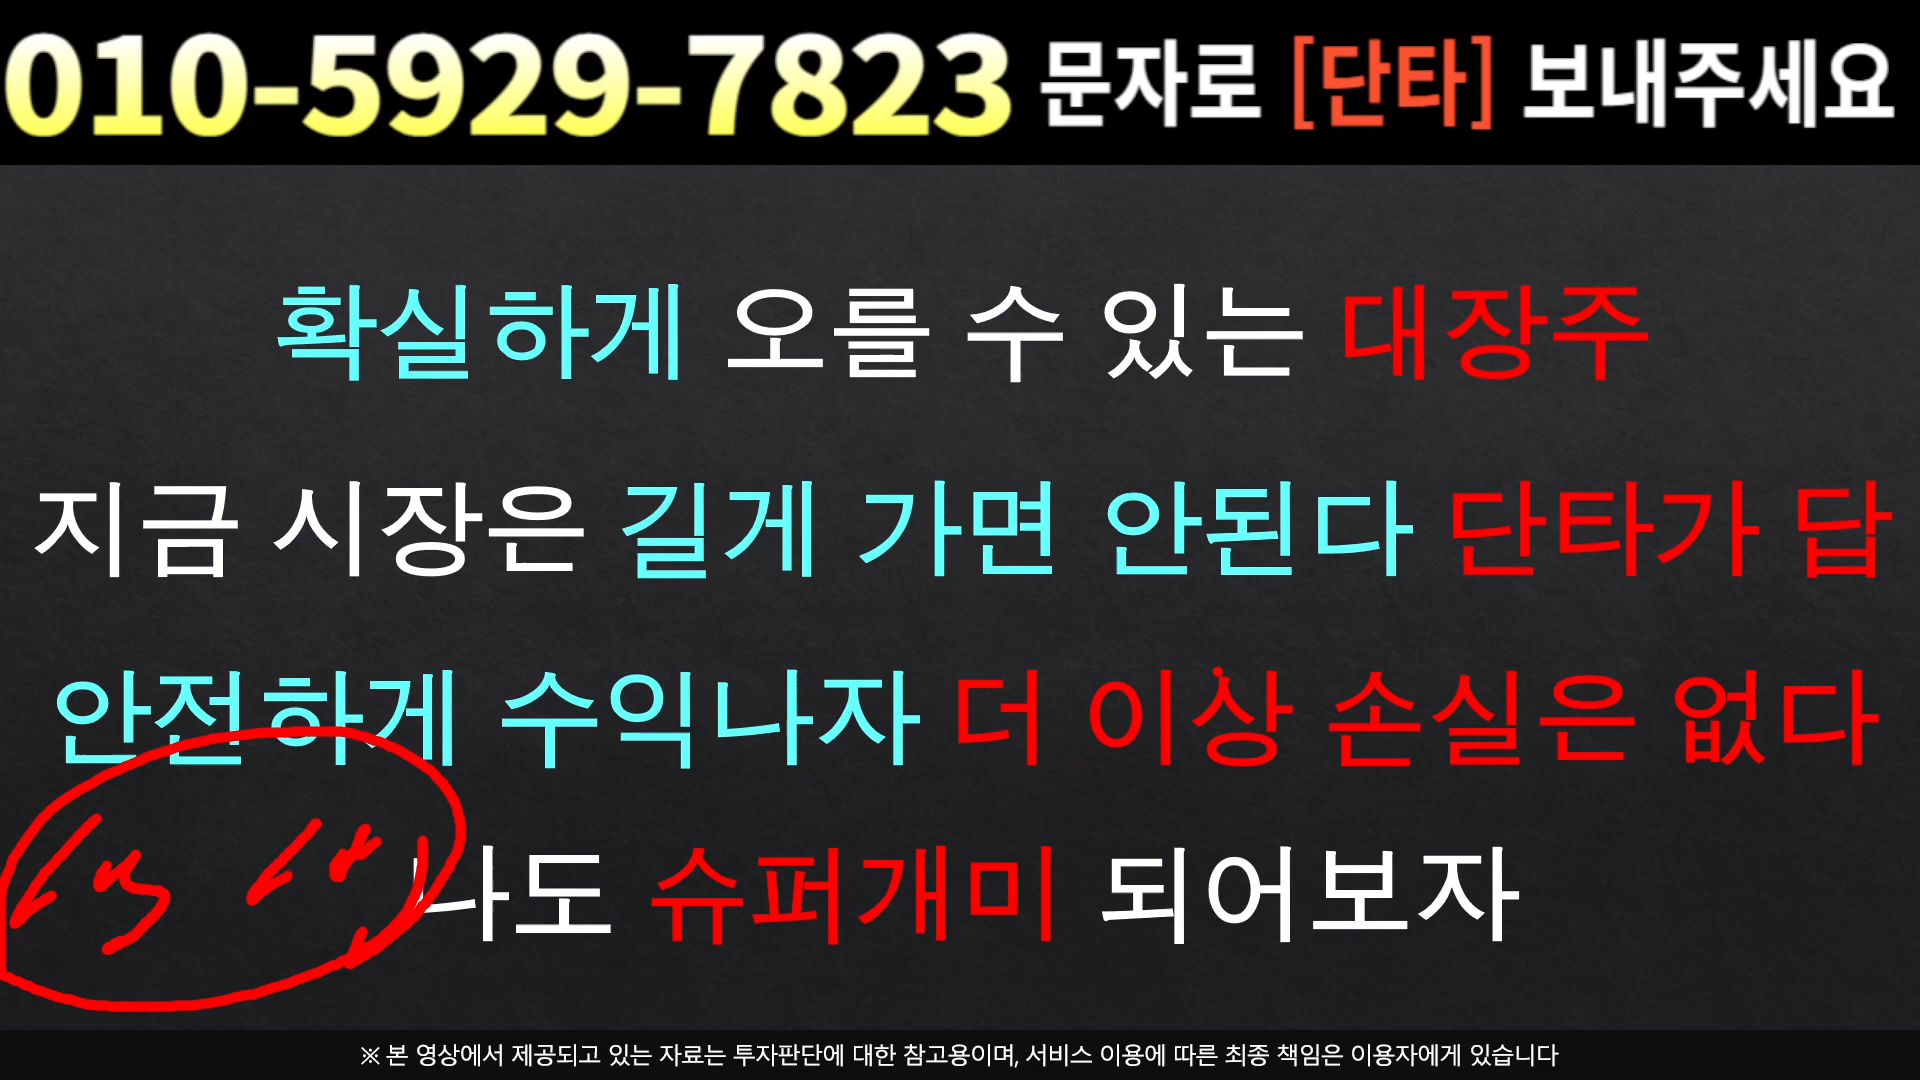 010-5929-7823 문자로 [단타] 보내주세요
확실하게 오를 수 있는 대장주
지금 시장은 길게 가면 안된다 단타가 답
안전하게 수익나자 더 이상 손실은 없다
나도 슈퍼개미 되어보자
※ 본 영상에서 제공되고 있는 자료는 투자판단에 대한 참고용이며, 서비스 이용에 따른 최종 책임은 이용자에게 있습니다